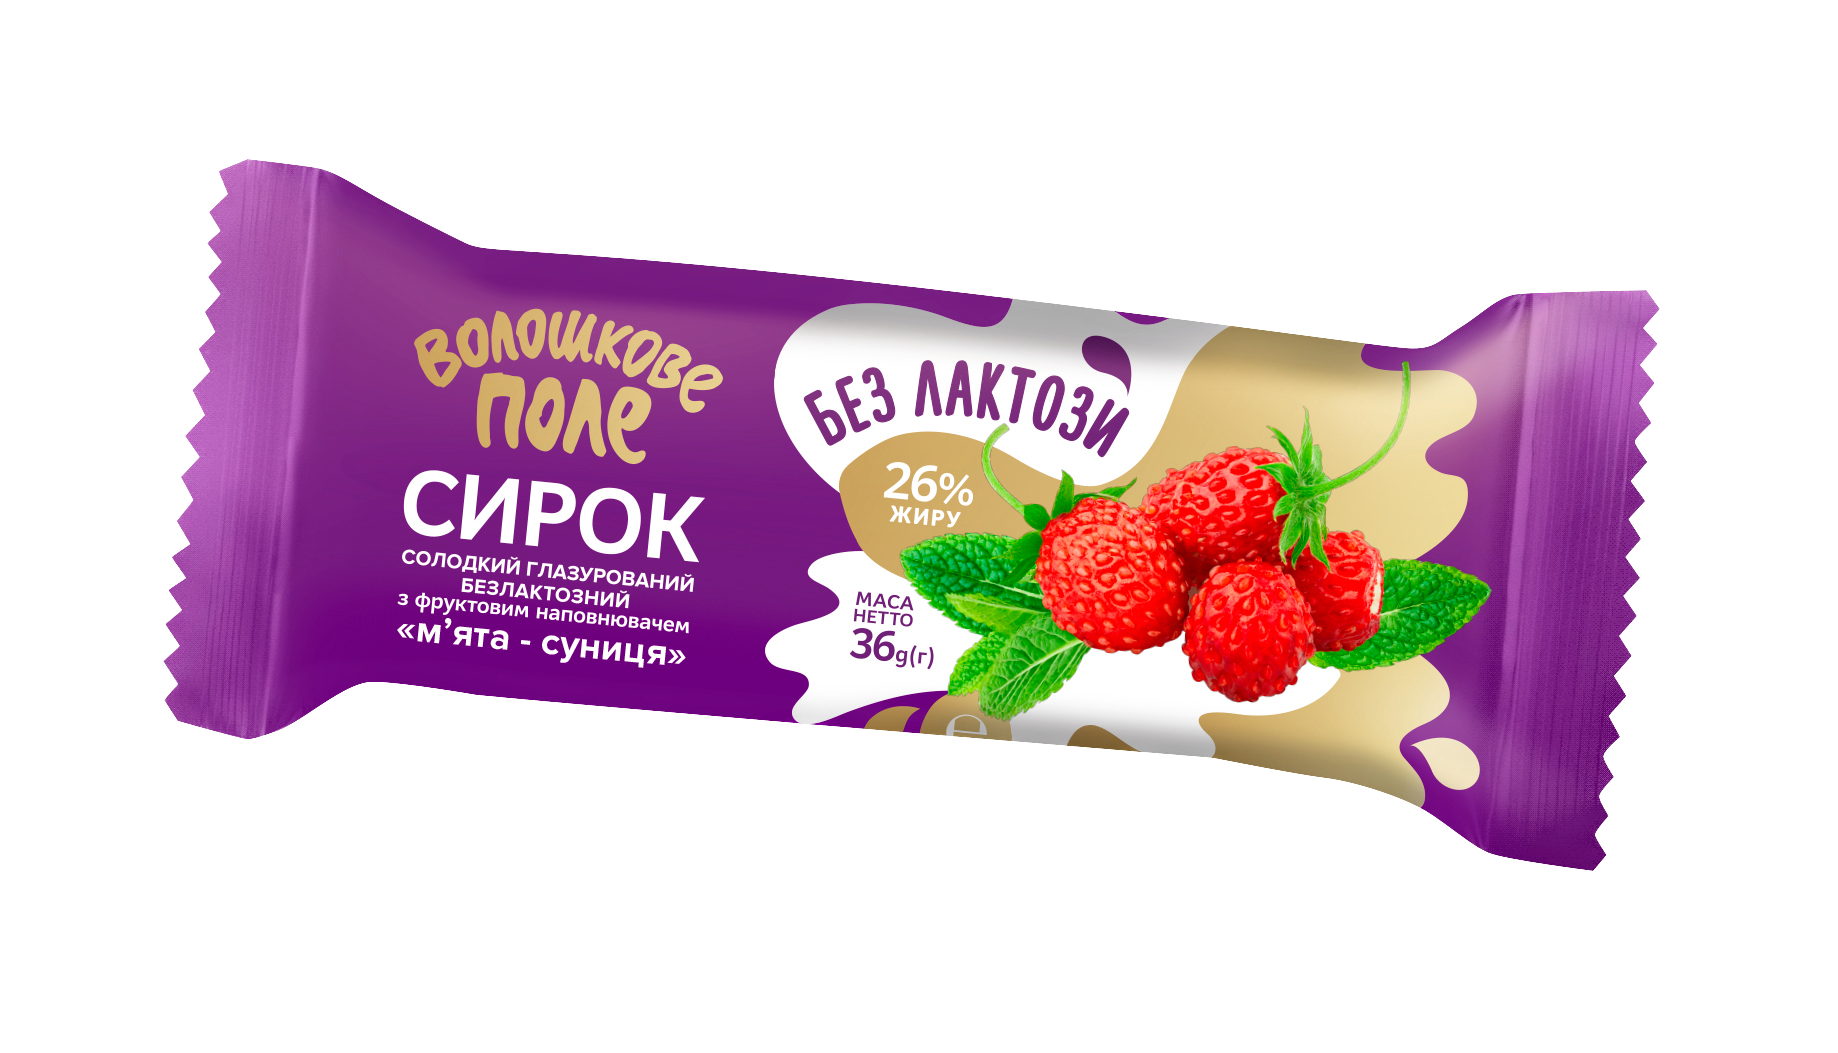 Волошкове
поле
СИРОК
СОЛОДКИЙ ГЛАЗУРОВАНИЙ
БЕЗЛАКТОЗНИЙ
з фруктовим наповнювачем
«м’ята - суниця»
БЕЗ ЛАКТОЗИ
26%
ЖИРУ
МАСА
НЕТТО
36g(г)
e